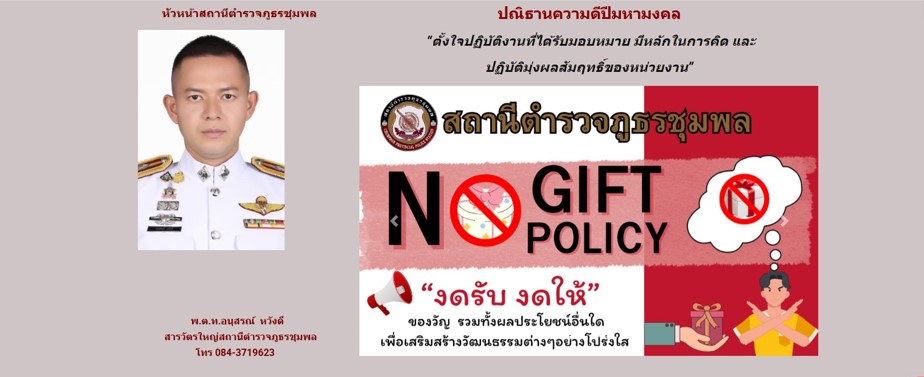 หัวหน้าสถานีตำรวจภูธรชุมพล
พ.ต.ท.อนุสรณ์ หวังดี
สารวัตรใหญ่สถานีตำรวจภูธรชุมพล
โทร 084-3719623
ปณิธานความดีปีมหามงคล
“ตั้งใจปฏิบัติงานที่ได้รับมอบหมาย มีหลักในการคิด และ
ปฏิบัติมุ่งผลสัมฤทธิ์ของหน่วยงาน”
สถานีตำรวจภูธรชุมพล
NO GIFT
POLICY
“งดรับ งดให้”
ของวัญ รวมทั้งผลประโยชน์อื่นใด
เพื่อเสริมสร้างวัฒนธรรมต่างๆอย่างโปร่งใส